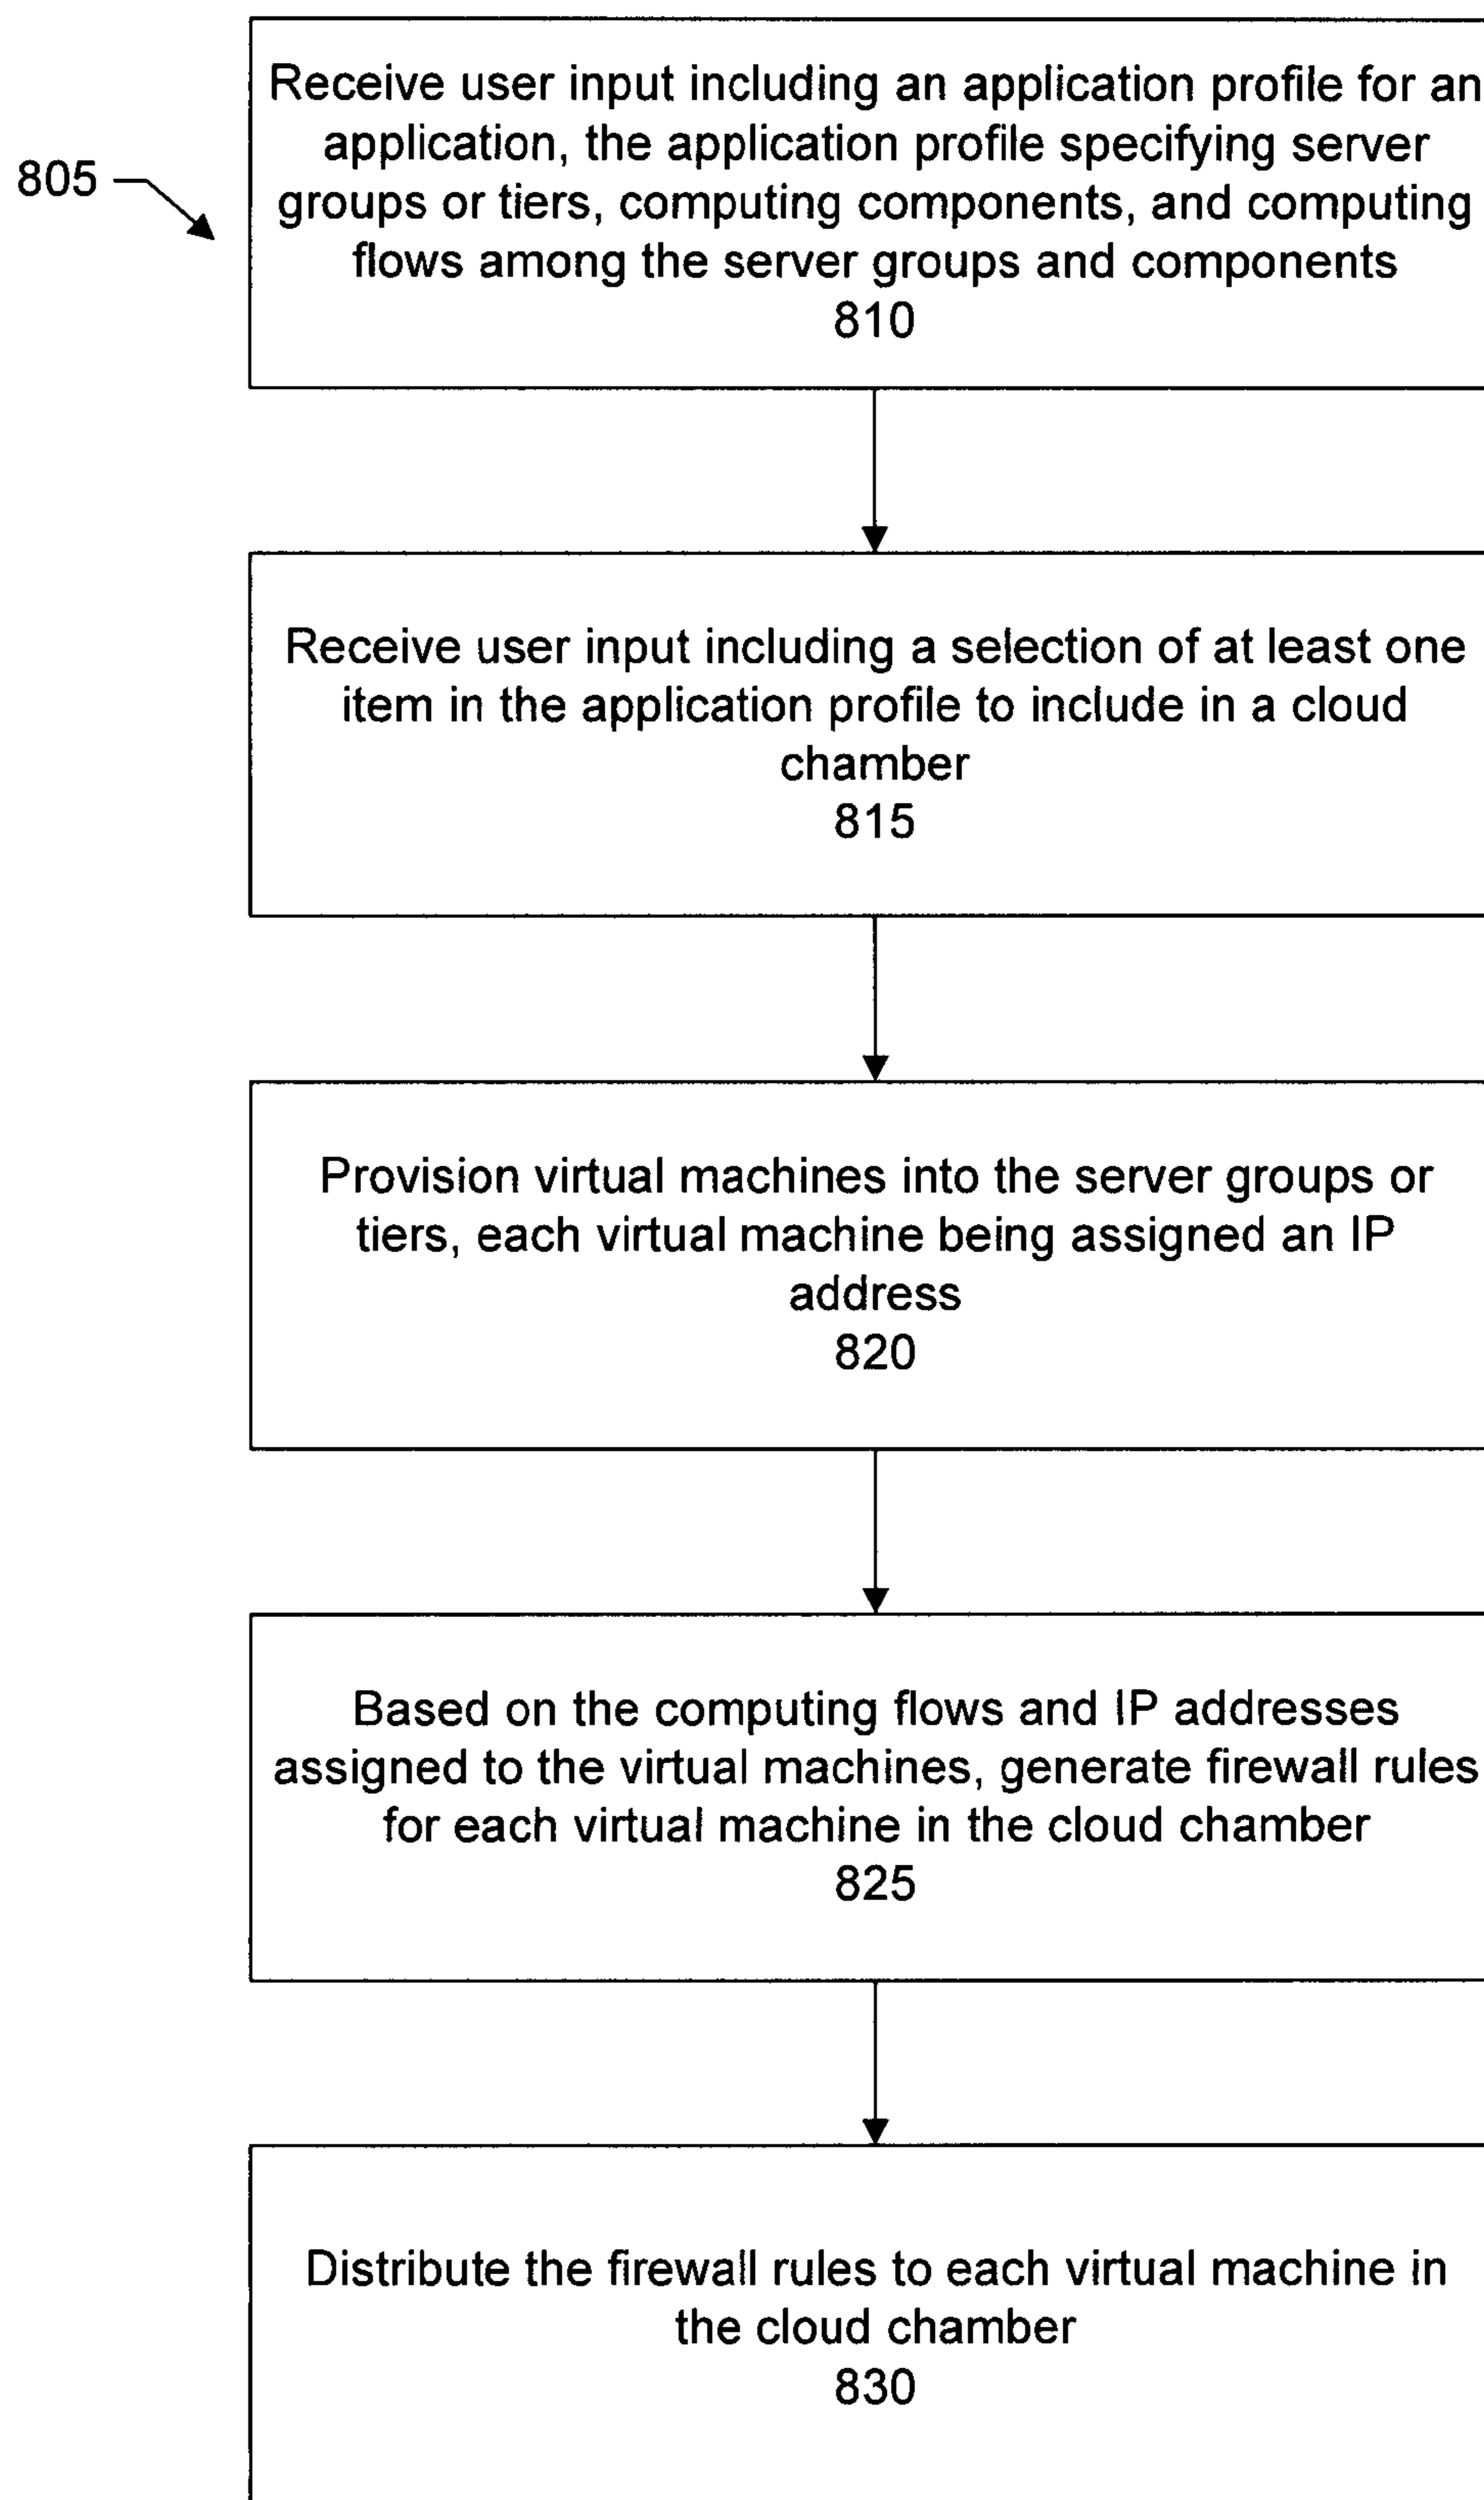 Receive user input including an application profile for an
application, the application profile specifying server
805
groups or tiers, computing components, and computing
flows among the server groups and components
810
Receive user input including a selection of at least one
item in the application profile to include in a cloud
chamber
815
Provision virtual machines into the server groups or
tiers, each virtual machine being assigned an IP
address
820
Based on the computing flows and IP addresses
assigned to the virtual machines, generate firewall rules
for each virtual machine in the cloud chamber
825
Distribute the firewall rules to each virtual machine in
the cloud chamber
830